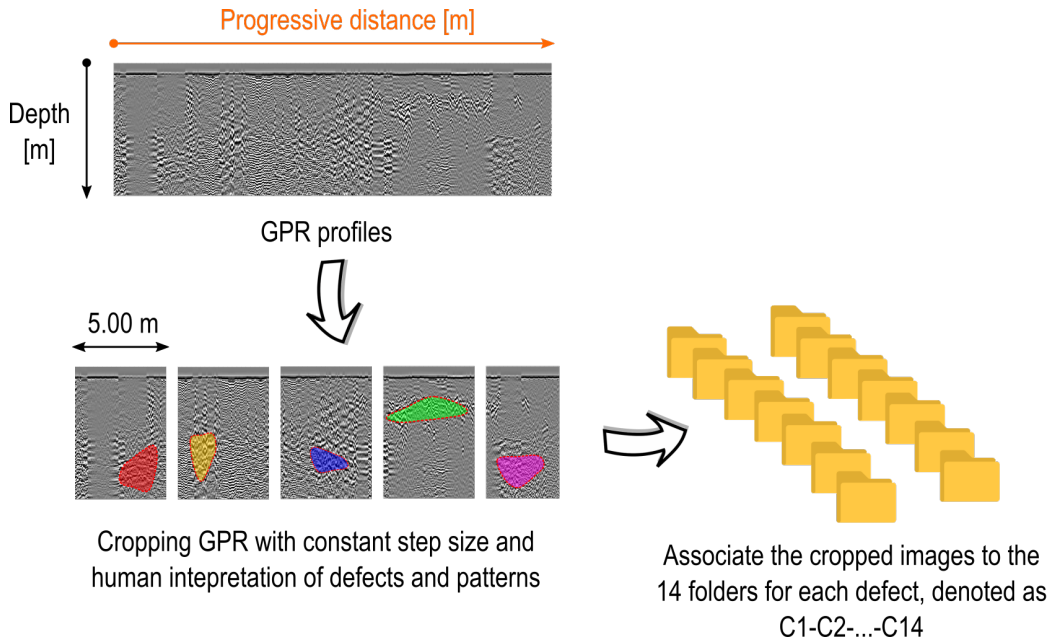 Progressive distance [m]
Depth
[m]
GPR profiles
5.00 m
Cropping GPR with constant step size and
human intepretation of defects and patterns
Associate the cropped images to the
14 folders for each defect, denoted as
C1-C2-...-C14